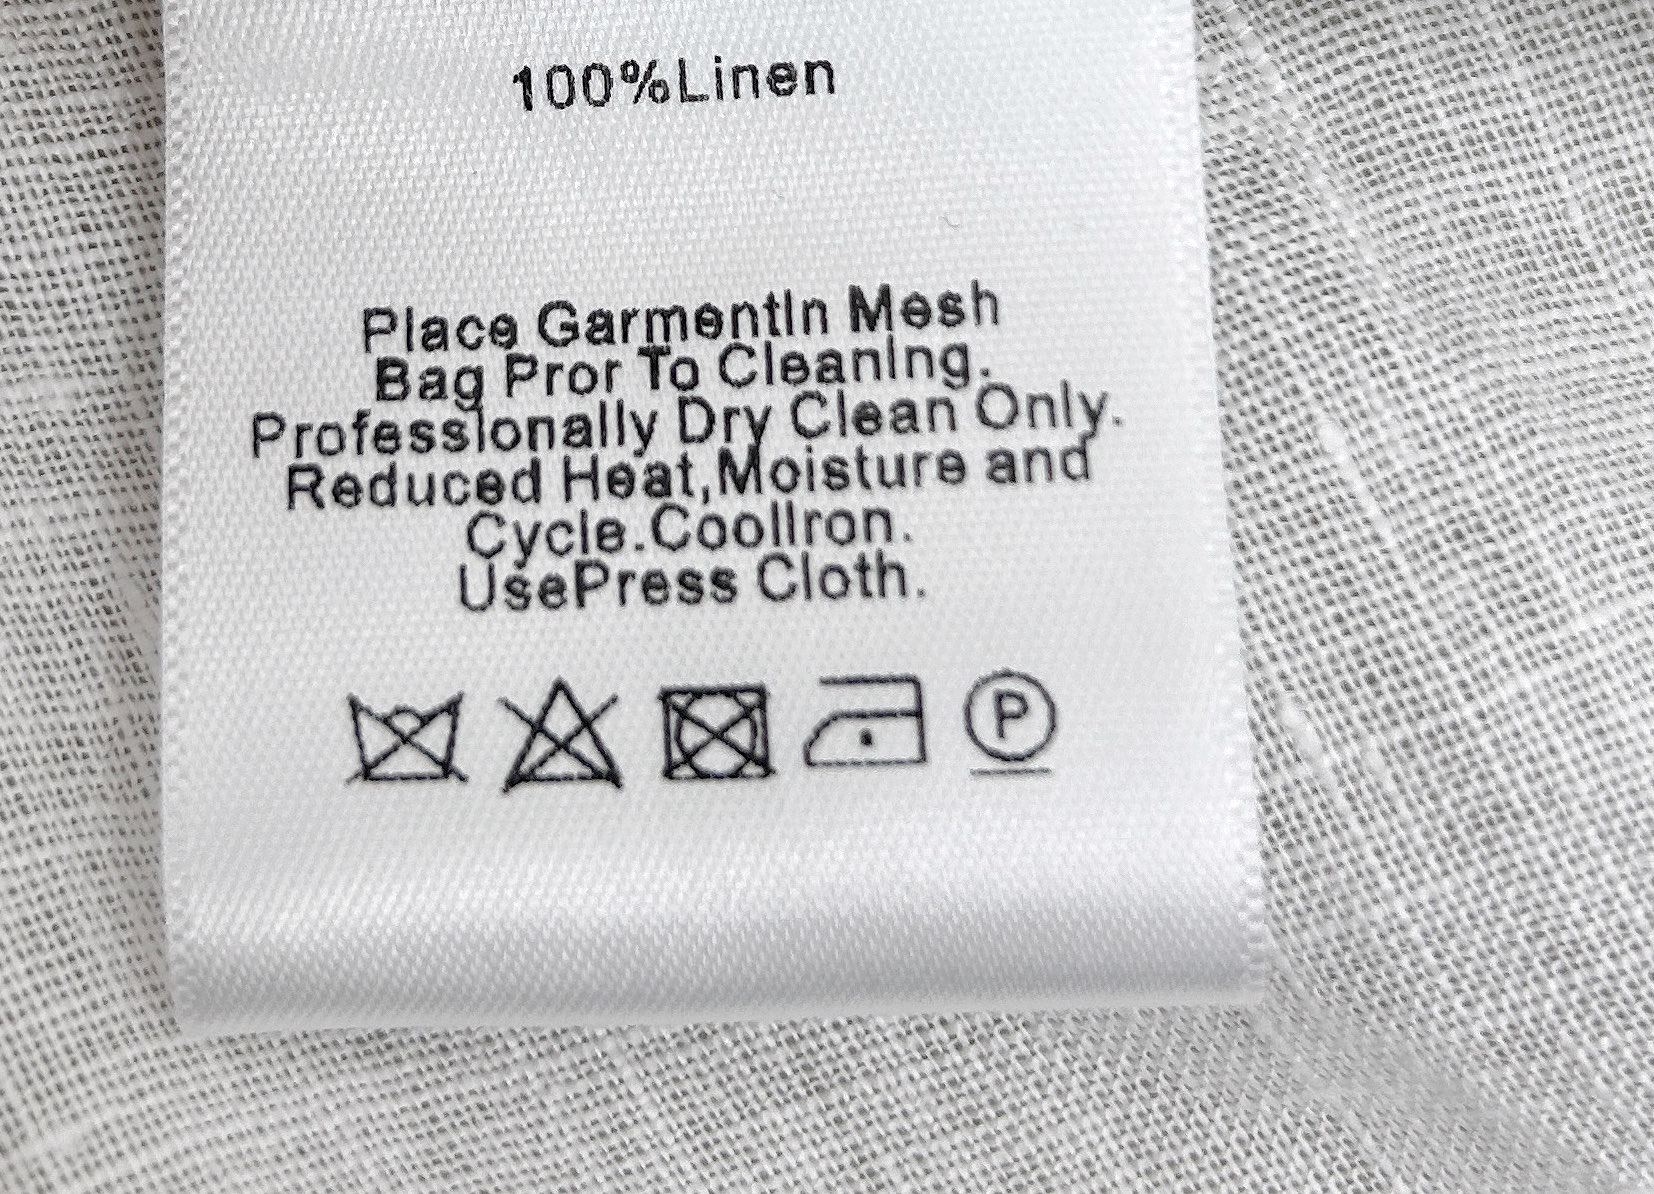 100%Linen
Place GarmentIn Mesh
Bag Pror To Cleaning.
Professionally Dry Clean Only.
Reduced Heat,Moisture and
Cycle.CoolIron.
UsePress Cloth.
P